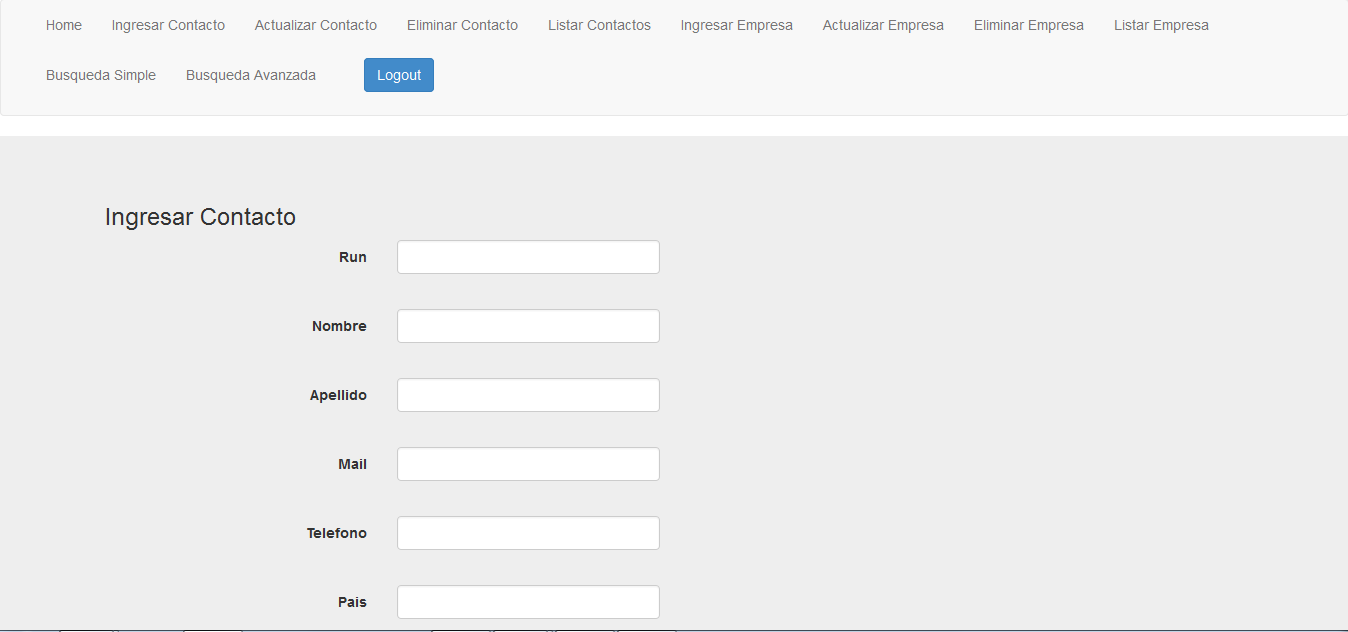 Home Ingresar Contacto Actualizar Contacto Eliminar Contacto Listar Contactos Ingresar Empresa Actualizar Empresa Eliminar Empresa Listar Empresa
Busqueda Simple Busqueda Avanzada Logout
Ingresar Contacto
Run
Nombre
Apellido
Mail
Telefono
Pais